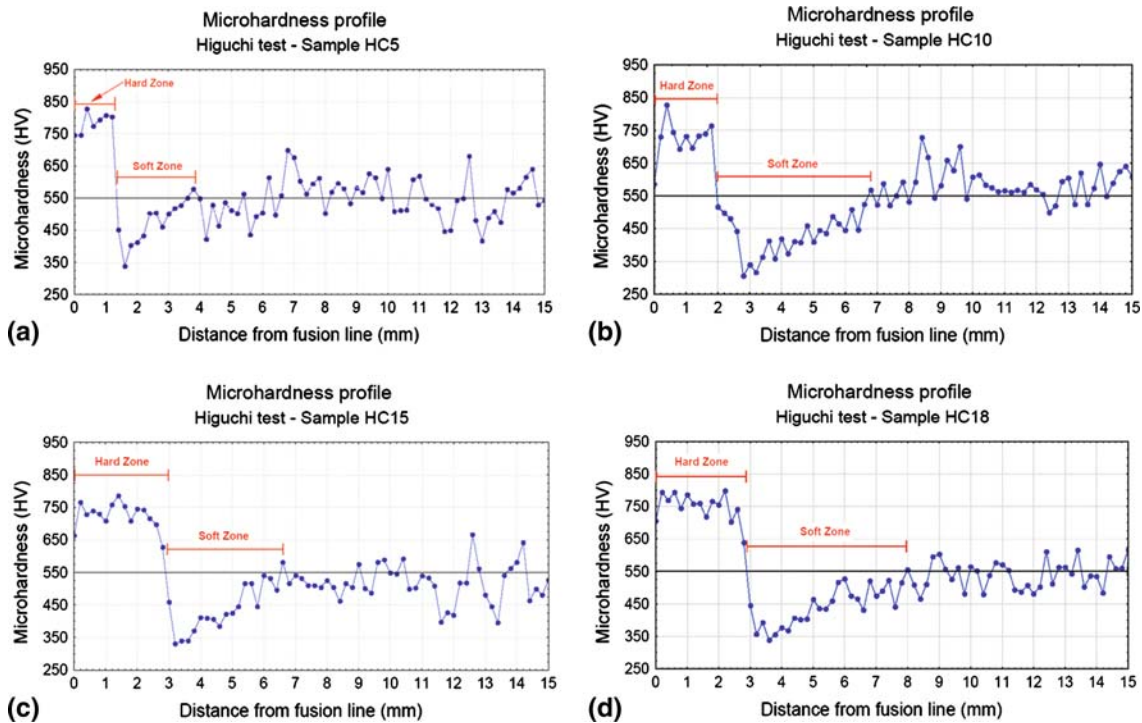 Microhardness profile
Higuchi test - Sample HC5
Microhardness (HV)
950
850
750
650
550
450
350
250
Hard Zone
Soft Zone
0 1 2 3 4 5 6 7 8 9 10 11 12 13 14 15
(a)
Distance from fusion line (mm)
Microhardness profile
Higuchi test - Sample HC10
Microhardness (HV)
950
850
750
650
550
450
350
250
Hard Zone
Soft Zone
0 1 2 3 4 5 6 7 8 9 10 11 12 13 14 15
(b)
Distance from fusion line (mm)
Microhardness profile
Higuchi test - Sample HC15
Microhardness (HV)
950
850
750
650
550
450
350
250
Hard Zone
Soft Zone
0 1 2 3 4 5 6 7 8 9 10 11 12 13 14 15
(c)
Distance from fusion line (mm)
Microhardness profile
Higuchi test - Sample HC18
Microhardness (HV)
950
850
750
650
550
450
350
250
Hard Zone
Soft Zone
0 1 2 3 4 5 6 7 8 9 10 11 12 13 14 15
(d)
Distance from fusion line (mm)